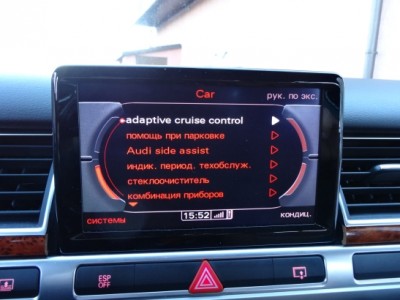 Car
рук. по экс.
adaptive cruise control
помощь при парковке
Audi side assist
индик. период. техобслуж.
стеклоочиститель
комбинация приборов
системы
15:52
кондиц.
ESP
OFF